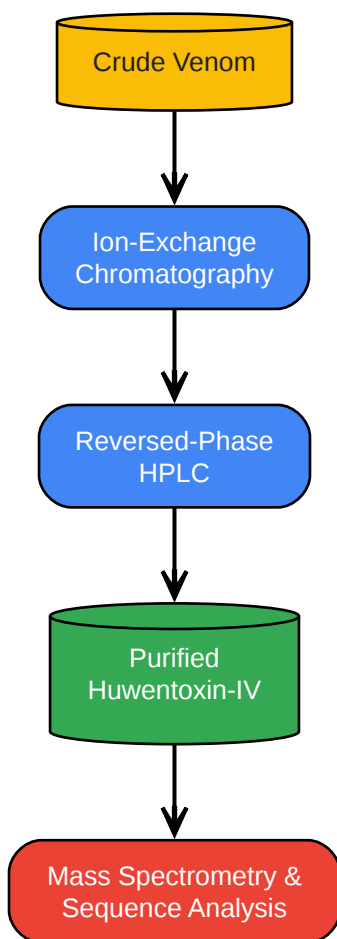 Crude Venom
Ion-Exchange
Chromatography
Reversed-Phase
HPLC
Purified
Huwentoxin-IV
Mass Spectrometry &
Sequence Analysis